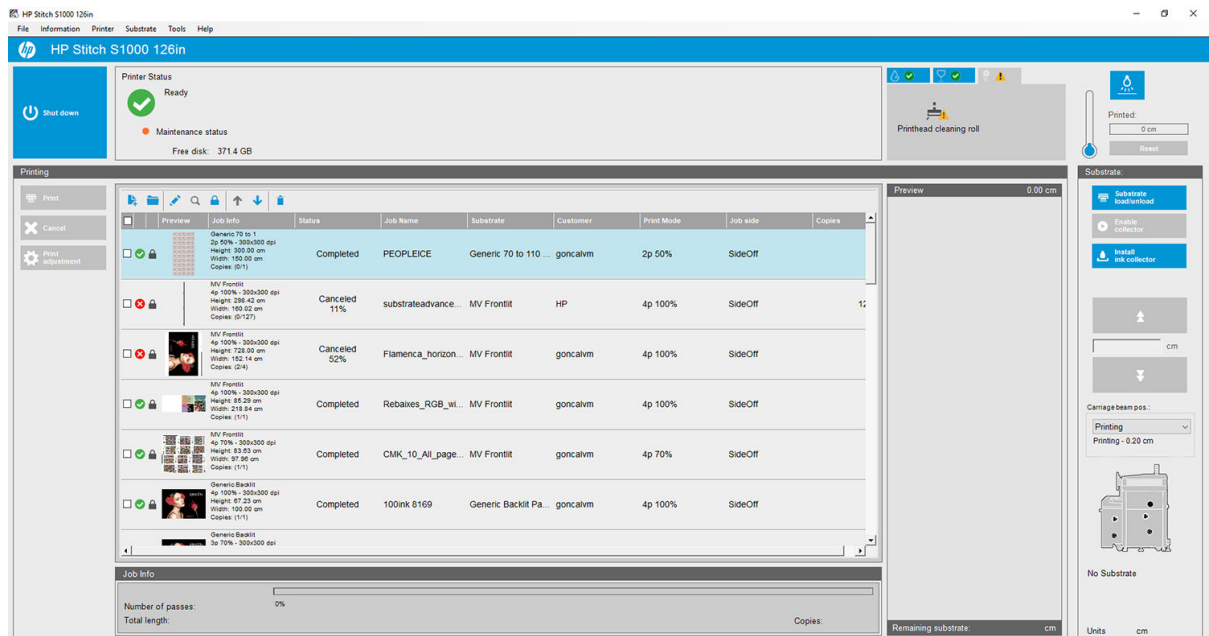 HP Stitch S1000 126in
File Information Printer Substrate Tools Help
HP Stitch S1000 126in
Shut down
Printer Status
Ready
Maintenance status
Free disk: 371.4 GB
Printhead cleaning roll
Printed:
0 cm
Reset
Printing
Print
Cancel
Print
adjustment
Preview Job Info Status Job Name Substrate Customer Print Mode Job side Copies
Generic 70 to 1
2p 50% - 300x300 dpi
Height: 300.00 cm
Width: 150.00 cm
Copies: (0/1)
Completed PEOPLEICE Generic 70 to 110 ... goncalvm 2p 50% SideOff
MV Frontlit
4p 100% - 300x300 dpi
Height: 298.42 cm
Width: 160.02 cm
Copies: (0/127)
Canceled
11%
substrateadvance... MV Frontlit HP 4p 100% SideOff 12
MV Frontlit
4p 100% - 300x300 dpi
Height: 728.00 cm
Width: 152.14 cm
Copies: (2/4)
Canceled
52%
Flamenca_horizon... MV Frontlit goncalvm 4p 100% SideOff
MV Frontlit
4p 100% - 300x300 dpi
Height: 85.29 cm
Width: 218.84 cm
Copies: (1/1)
Completed Rebaixes_RGB_wi... MV Frontlit goncalvm 4p 100% SideOff
MV Frontlit
4p 70% - 300x300 dpi
Height: 83.63 cm
Width: 97.96 cm
Copies: (1/1)
Completed CMK_10_All_page... MV Frontlit goncalvm 4p 70% SideOff
Generic Backlit
4p 100% - 300x300 dpi
Height: 67.23 cm
Width: 100.00 cm
Copies: (1/1)
Completed 100ink 8169 Generic Backlit Pa... goncalvm 4p 100% SideOff
Generic Backlit
3p 70% - 300x300 dpi
Job Info
Number of passes: 0%
Total length: Copies:
Preview 0.00 cm
Remaining substrate: cm
Substrate:
Substrate
load/unload
Enable
collector
Install
ink collector
cm
Carriage beam pos.:
Printing
Printing - 0.20 cm
No Substrate
Units cm